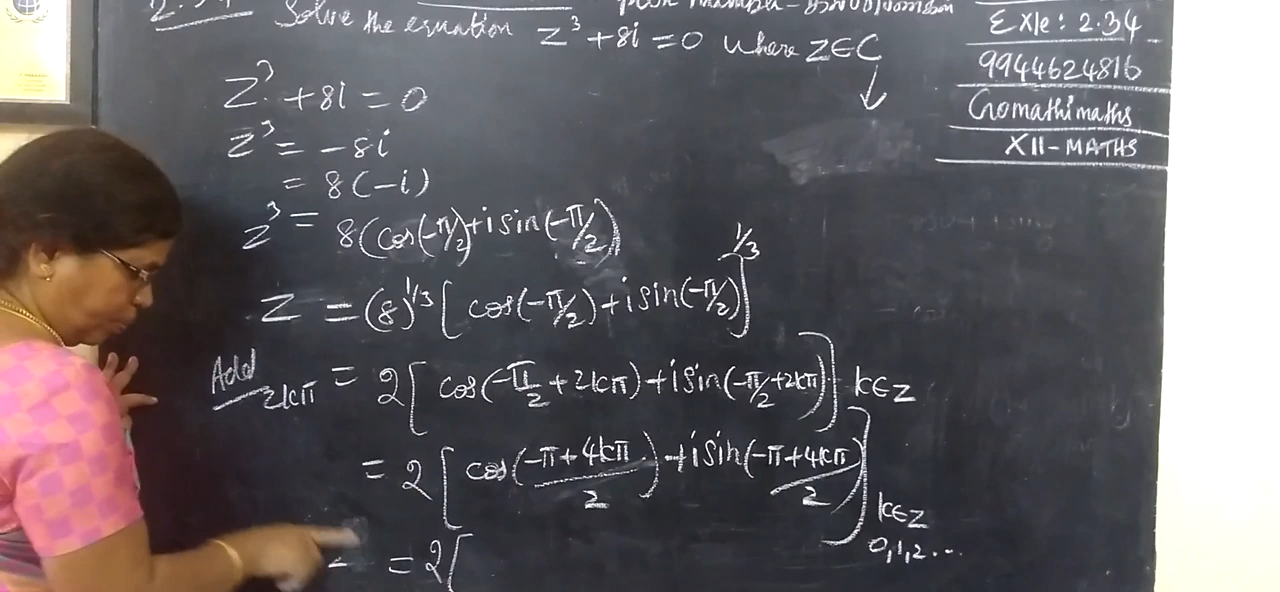 Solve the equation z³ + 8i = 0 where z∈C
Exle: 2.34
9944624816
Gomathimaths
XII - MATHS
z³ + 8i = 0
z³ = -8i
= 8(-i)
z³ = 8(cos(-π/2)+i sin(-π/2))
z = (8)^1/3 [cos(-π/2)+i sin(-π/2)]^1/3
Add 2kπ = 2[cos(-π/2 + 2kπ)+i sin(-π/2+2kπ)] k∈Z
= 2[cos(-π+4kπ/2)+i sin(-π+4kπ/2)] k∈Z
0,1,2...
= 2[